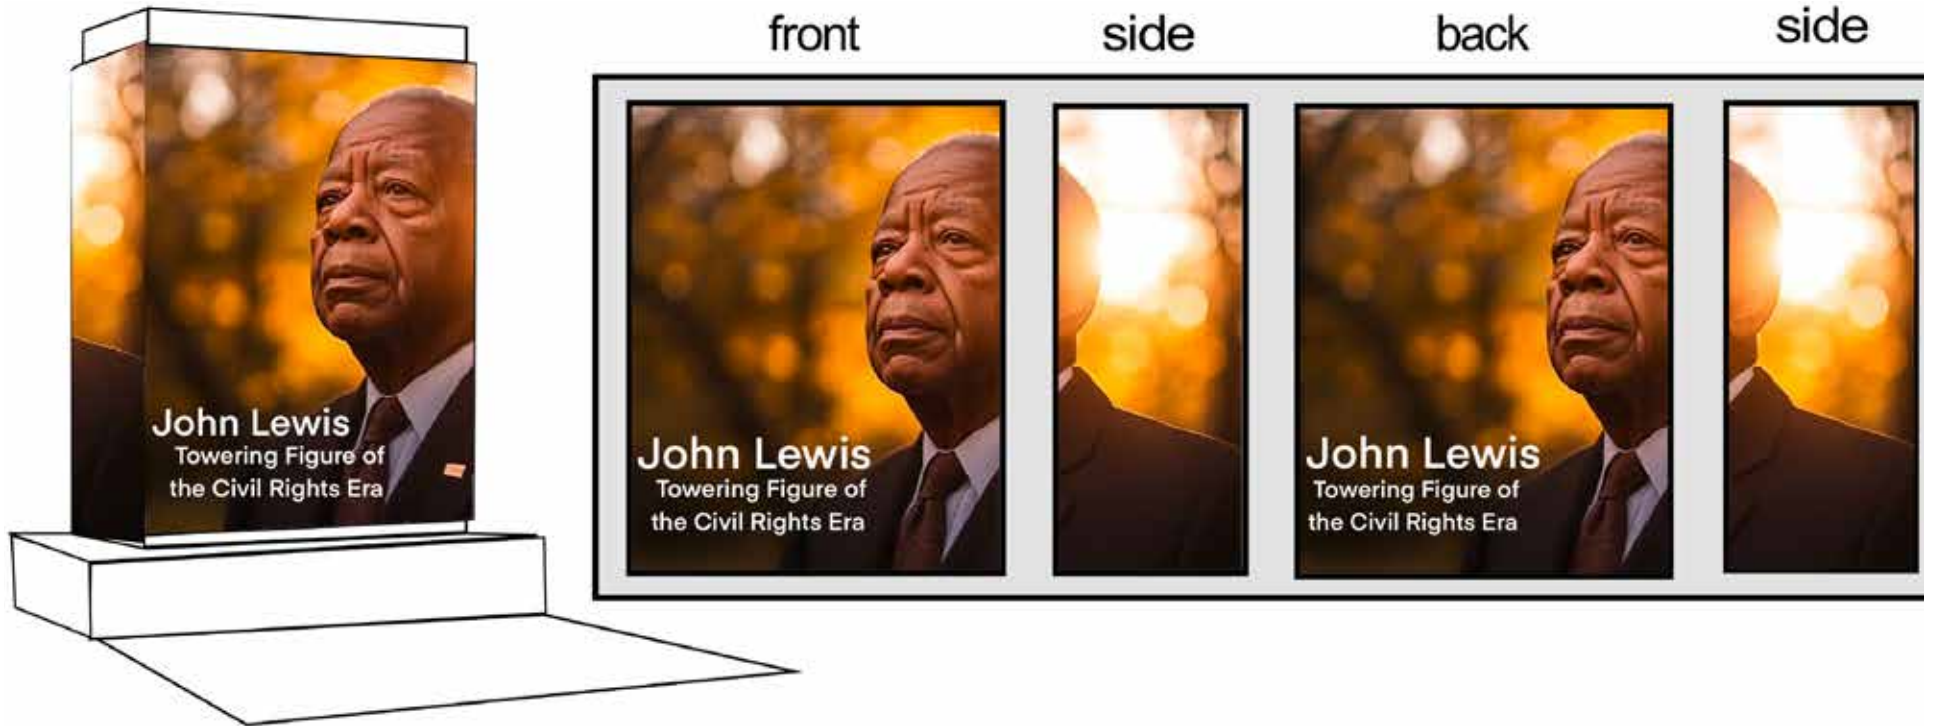 front
side
back
side
John Lewis
Towering Figure of
the Civil Rights Era
John Lewis
Towering Figure of
the Civil Rights Era
John Lewis
Towering Figure of
the Civil Rights Era